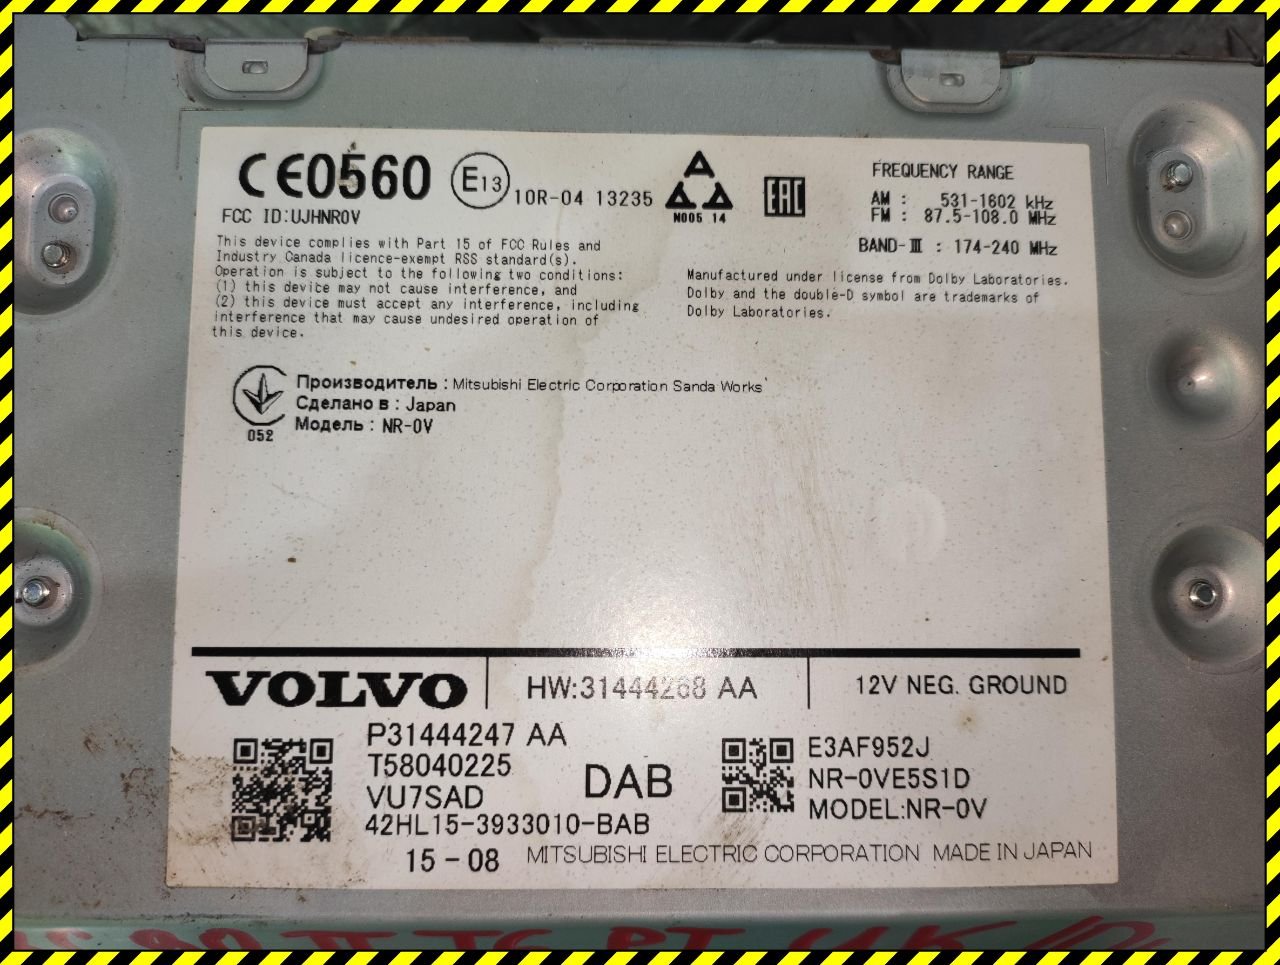 CE0560
E13
10R-04 13235
N005 14
EAC
FREQUENCY RANGE
AM : 531-1602 kHz
FM : 87.5-108.0 MHz
BAND-III : 174-240 MHz
FCC ID:UJHNR0V
This device complies with Part 15 of FCC Rules and
Industry Canada licence-exempt RSS standard(s).
Operation is subject to the following two conditions:
(1) this device may not cause interference, and
(2) this device must accept any interference, including
interference that may cause undesired operation of
this device.
Manufactured under license from Dolby Laboratories.
Dolby and the double-D symbol are trademarks of
Dolby Laboratories.
052
Производитель : Mitsubishi Electric Corporation Sanda Works
Сделано в : Japan
Модель : NR-0V
VOLVO
HW:31444268 AA
12V NEG. GROUND
P31444247 AA
T58040225
VU7SAD
42HL15-3933010-BAB
15-08
DAB
E3AF952J
NR-0VE5S1D
MODEL:NR-0V
MITSUBISHI ELECTRIC CORPORATION MADE IN JAPAN